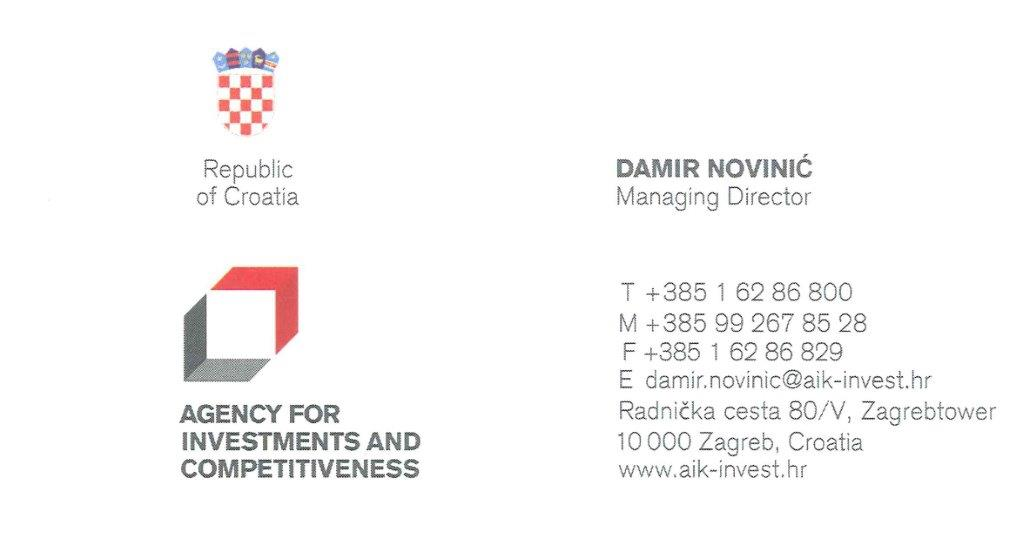 Republic
of Croatia
AGENCY FOR
INVESTMENTS AND
COMPETITIVENESS
DAMIR NOVINIĆ
Managing Director
T +385 1 62 86 800
M +385 99 267 85 28
F +385 1 62 86 829
E damir.novinic@aik-invest.hr
Radnička cesta 80/V, Zagrebtower
10 000 Zagreb, Croatia
www.aik-invest.hr